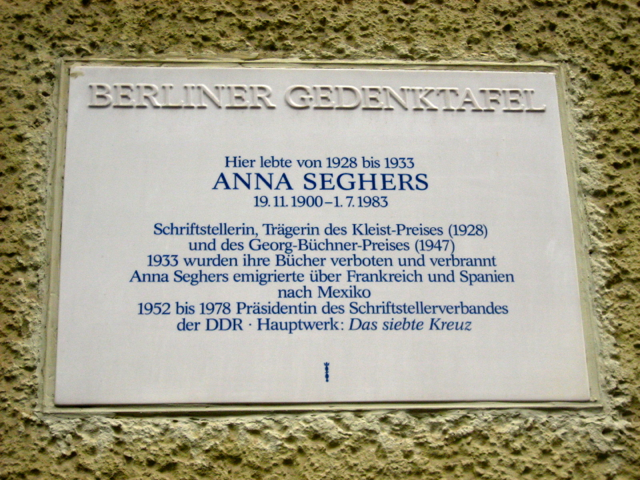 BERLINER GEDENKTAFEL
Hier lebte von 1928 bis 1933
ANNA SEGHERS
19.11.1900–1.7.1983
Schriftstellerin, Trägerin des Kleist-Preises (1928)
und des Georg-Büchner-Preises (1947)
1933 wurden ihre Bücher verboten und verbrannt
Anna Seghers emigrierte über Frankreich und Spanien
nach Mexiko
1952 bis 1978 Präsidentin des Schriftstellerverbandes
der DDR · Hauptwerk: Das siebte Kreuz